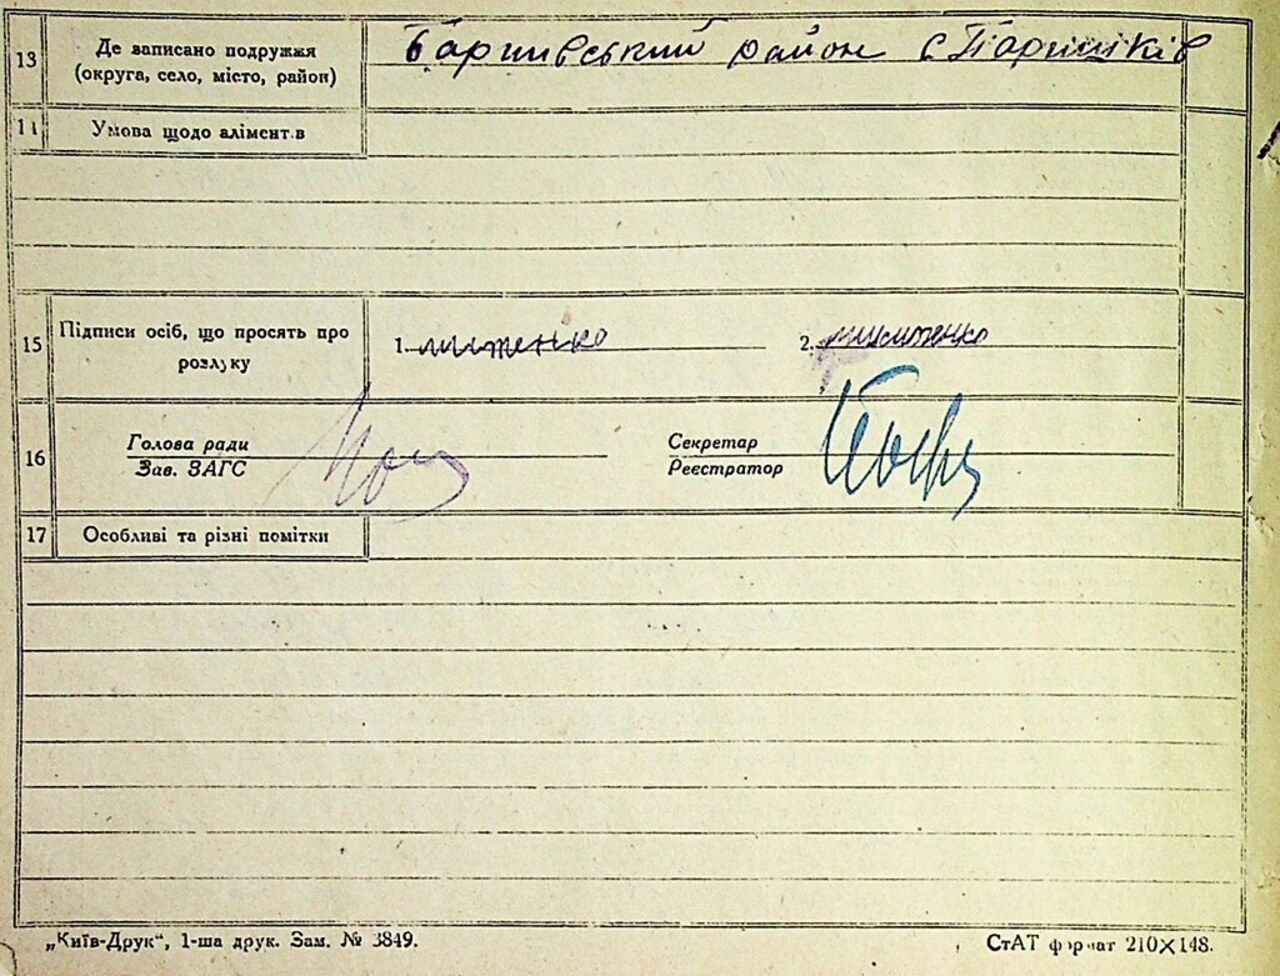 13 Де записано подружжя (округа, село, місто, район) Баришівський район с Паришків
14 Умова щодо аліментів
15 Підписи осіб, що просять про розлуку 1. 2. Микитенко
16 Голова ради Секретар
Зав. ЗАГС Реєстратор
17 Особливі та різні помітки
„Київ-Друк“, 1-ша друк. Зам. № 3849. СтАТ формат 210×148.